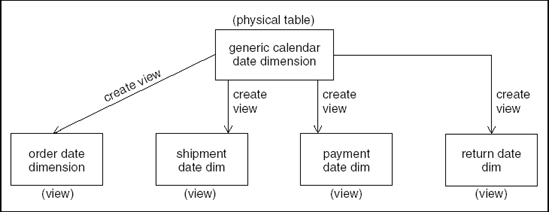 (physical table)
generic calendar
date dimension
create view
create
view
create
view
create
view
order date
dimension
shipment
date dim
payment
date dim
return date
dim
(view)
(view)
(view)
(view)